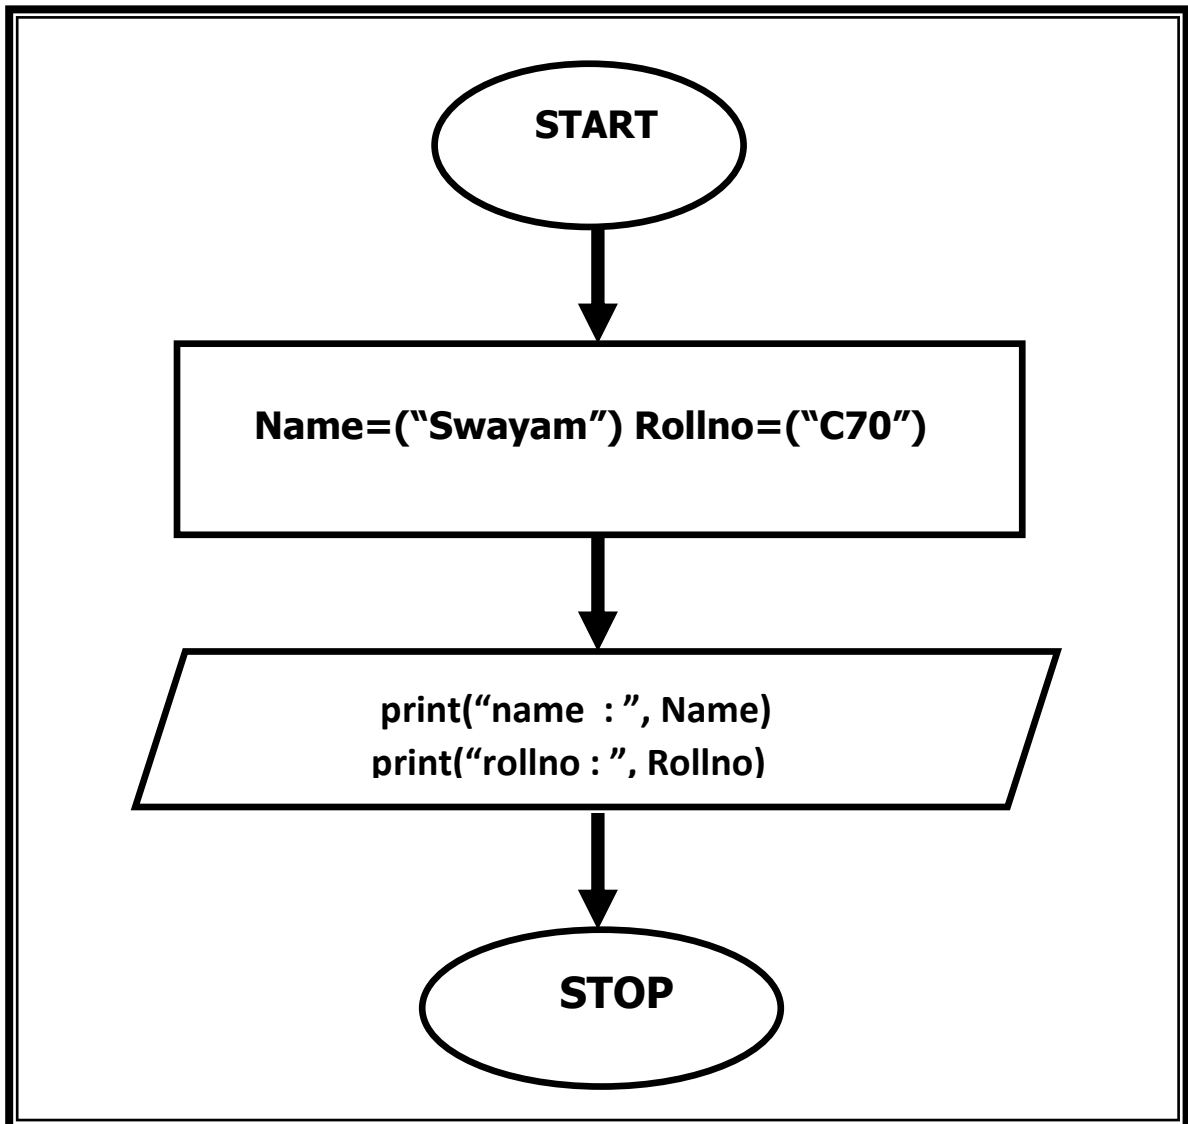 START
Name=(“Swayam”) Rollno=(“C70”)
print(“name  : ”, Name)
print(“rollno : ”, Rollno)
STOP